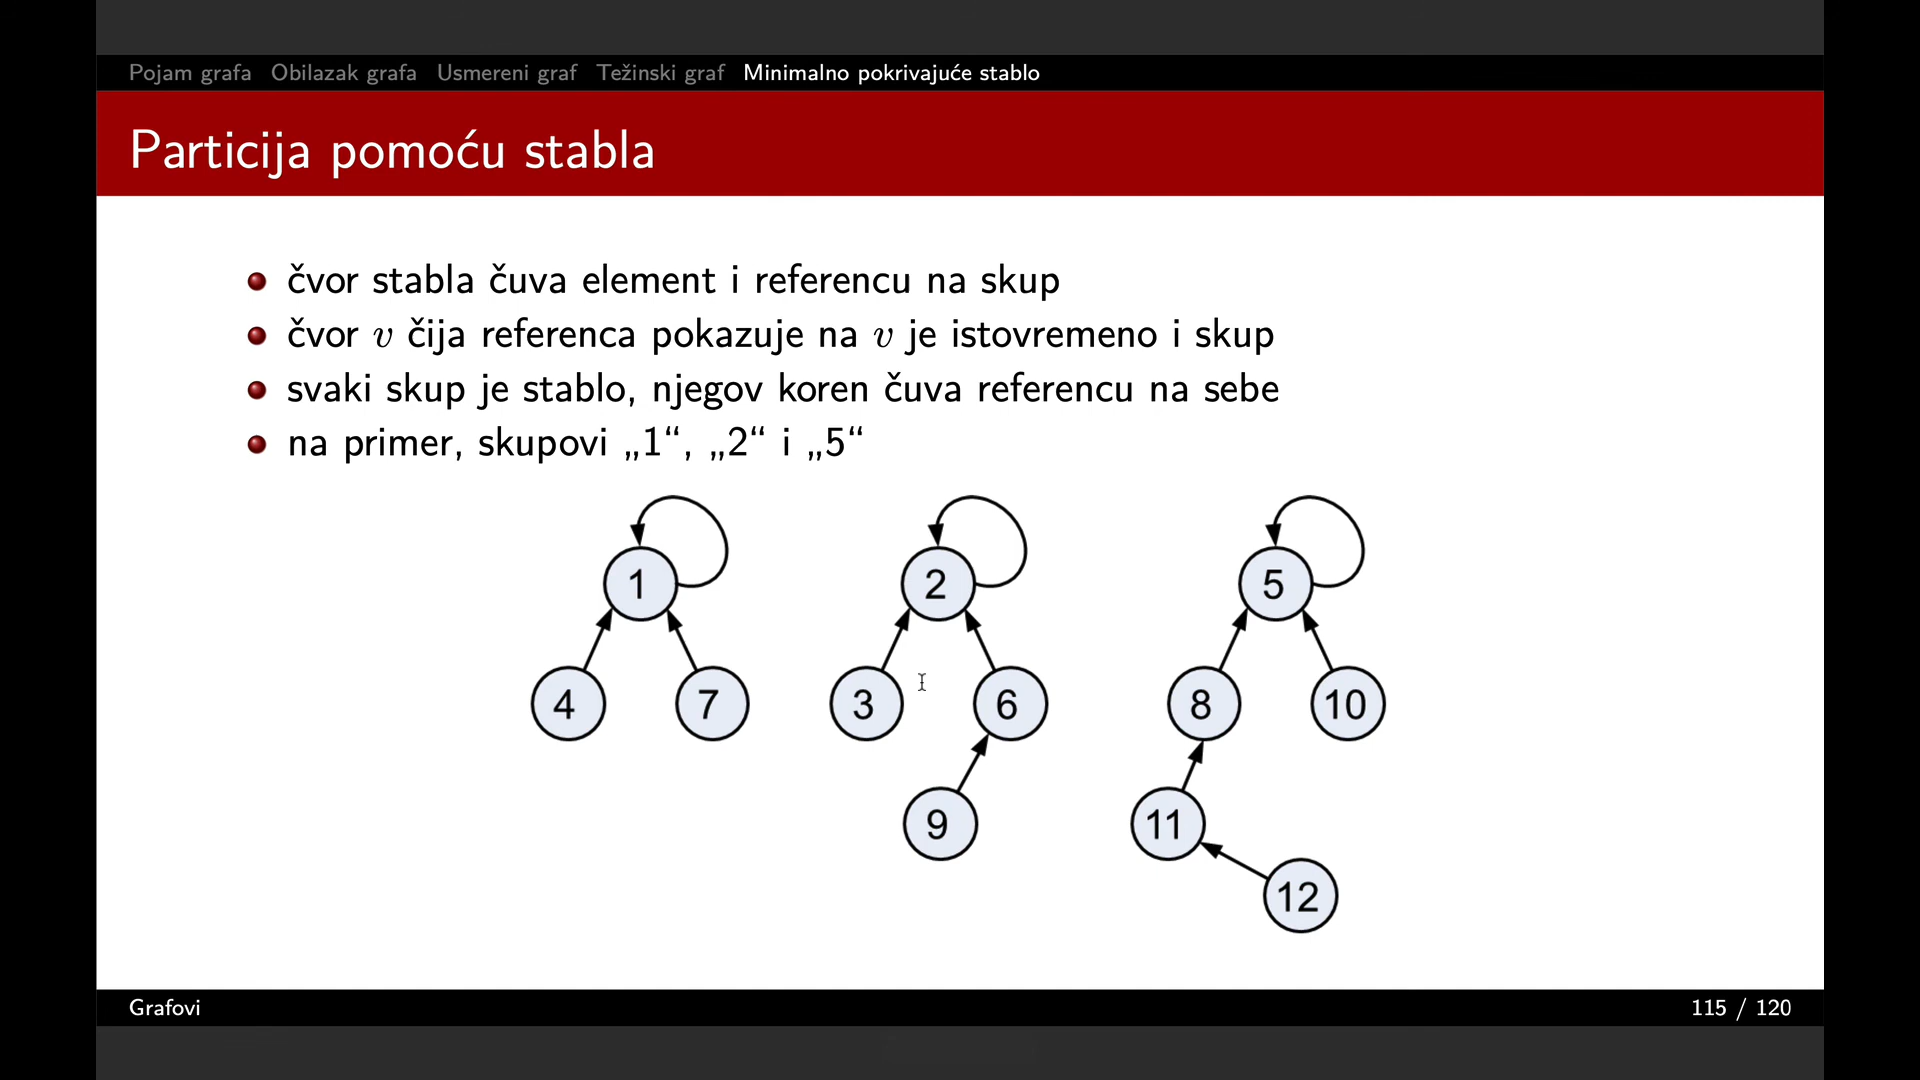 Pojam grafa Obilazak grafa Usmereni graf Težinski graf Minimalno pokrivajuće stablo
Particija pomoću stabla
čvor stabla čuva element i referencu na skup
čvor v čija referenca pokazuje na v je istovremeno i skup
svaki skup je stablo, njegov koren čuva referencu na sebe
na primer, skupovi „1“, „2“ i „5“
1 2 5
4 7 3 6 8 10
9 11
12
Grafovi 115 / 120